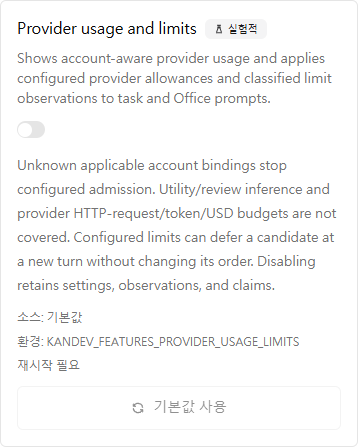 Provider usage and limits 실험적
Shows account-aware provider usage and applies
configured provider allowances and classified limit
observations to task and Office prompts.
Unknown applicable account bindings stop
configured admission. Utility/review inference and
provider HTTP-request/token/USD budgets are not
covered. Configured limits can defer a candidate at
a new turn without changing its order. Disabling
retains settings, observations, and claims.
소스: 기본값
환경: KANDEV_FEATURES_PROVIDER_USAGE_LIMITS
재시작 필요
기본값 사용